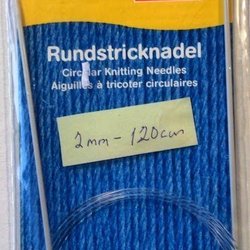 Rundstricknadel
Circular Knitting Needles
Aiguilles à tricoter circulaires
2mm - 120cm